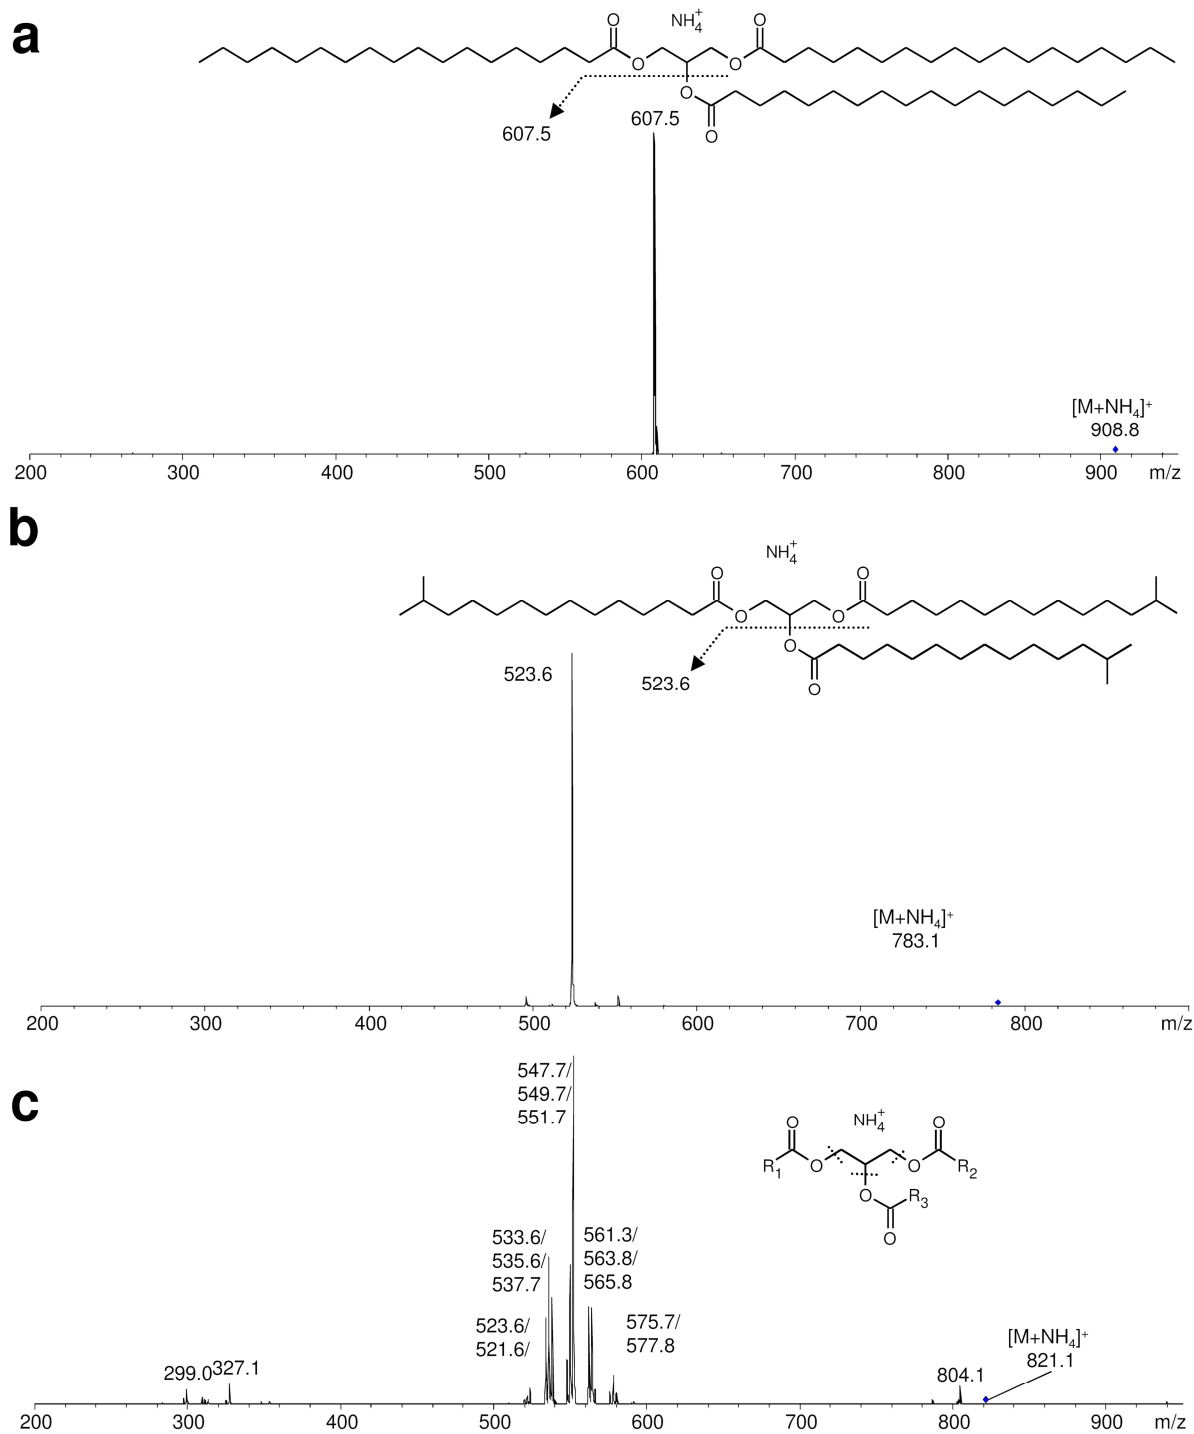 a
O
NH4+
O
O
O
O
O
607.5
607.5
[M+NH4]+
908.8
200
300
400
500
600
700
800
900
m/z
b
NH4+
O
O
O
O
O
O
523.6
523.6
[M+NH4]+
783.1
200
300
400
500
600
700
800
m/z
c
547.7/
549.7/
551.7
NH4+
O
O
R1
O
O
R2
O
R3
O
533.6/
535.6/
537.7
561.3/
563.8/
565.8
523.6/
521.6/
575.7/
577.8
[M+NH4]+
821.1
299.0
327.1
804.1
200
300
400
500
600
700
800
900
m/z